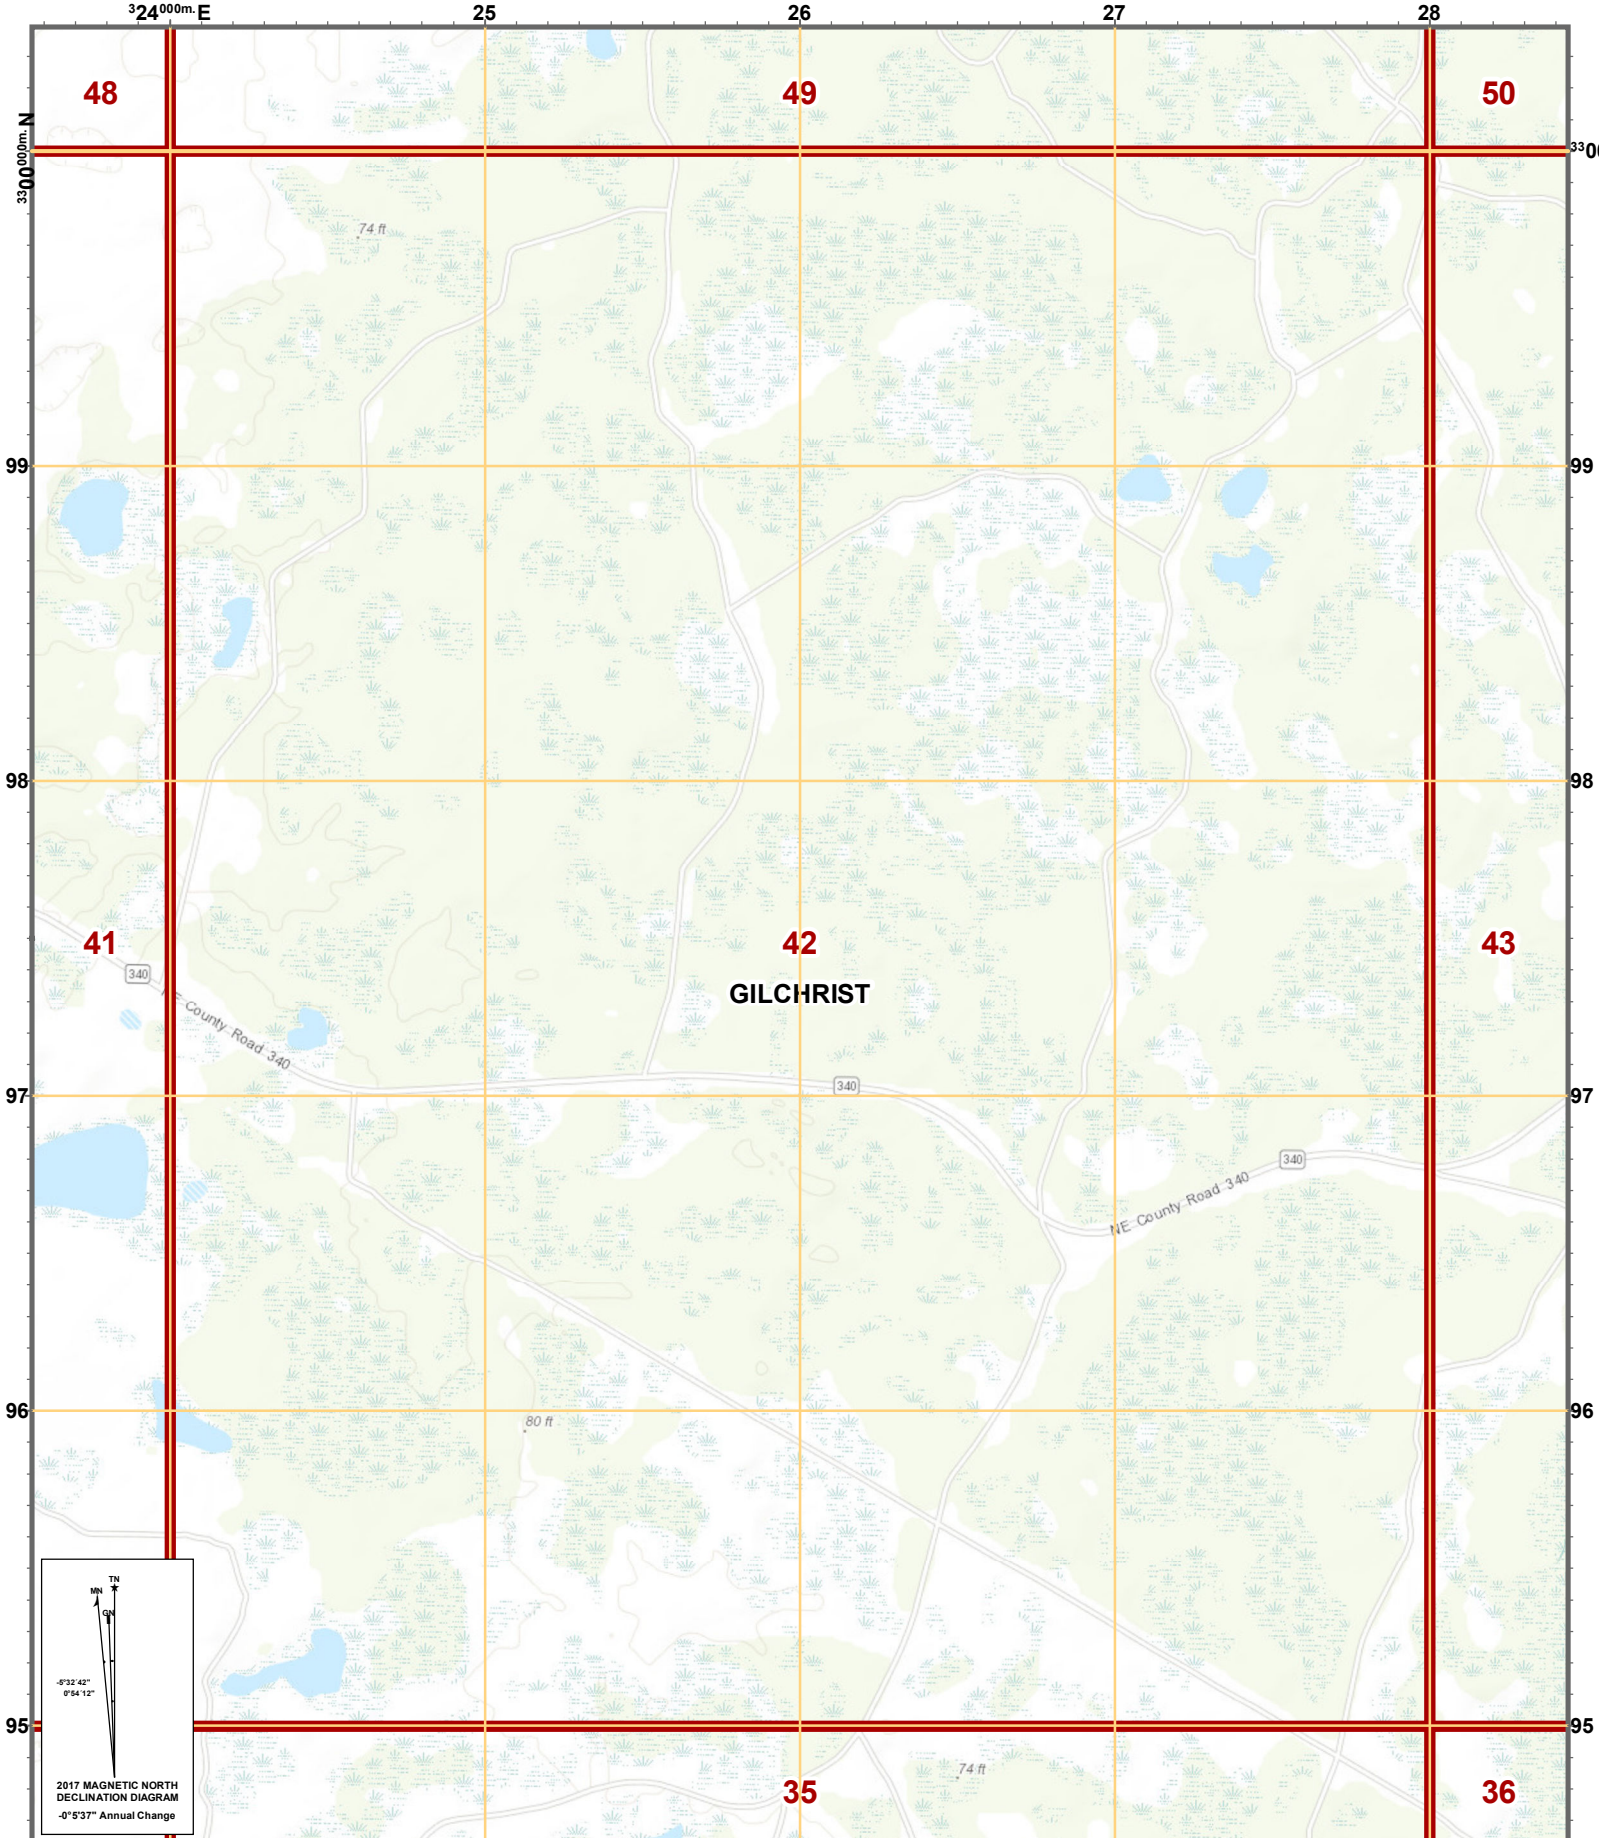 324000m. E 25 26 27 28
48 49 50
3300000m. N
74 ft
99 99
98 98
41 42 43
340
GILCHRIST
NE County Road 340
340
97 97
340
NE County Road 340
96 96
80 ft
TN
MN
GN
-5°32'42"
0°54'12"
95 95
2017 MAGNETIC NORTH
DECLINATION DIAGRAM
-0°5'37" Annual Change
74 ft
35 36